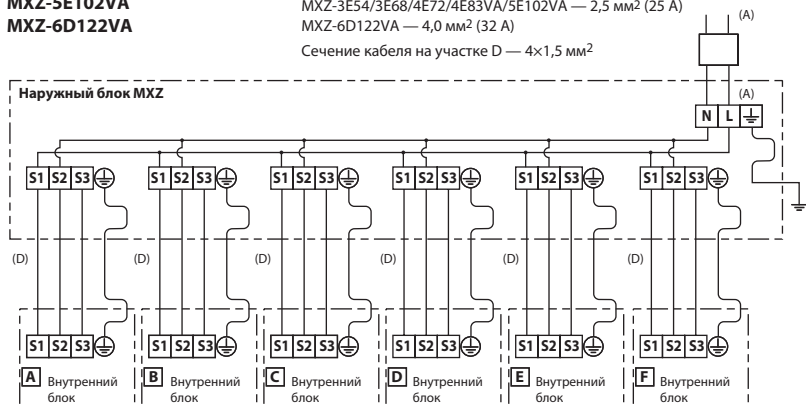 MXZ-5E102VA
MXZ-6D122VA
MXZ-3E54/3E68/4E72/4E83VA/5E102VA — 2,5 мм² (25 А)
MXZ-6D122VA — 4,0 мм² (32 А)
Сечение кабеля на участке D — 4×1,5 мм²
(A)
Наружный блок MXZ
(A)
N L
S1 S2 S3 S1 S2 S3 S1 S2 S3 S1 S2 S3 S1 S2 S3 S1 S2 S3
(D) (D) (D) (D) (D) (D)
S1 S2 S3 S1 S2 S3 S1 S2 S3 S1 S2 S3 S1 S2 S3 S1 S2 S3
A Внутренний B Внутренний C Внутренний D Внутренний E Внутренний F Внутренний
блок блок блок блок блок блок